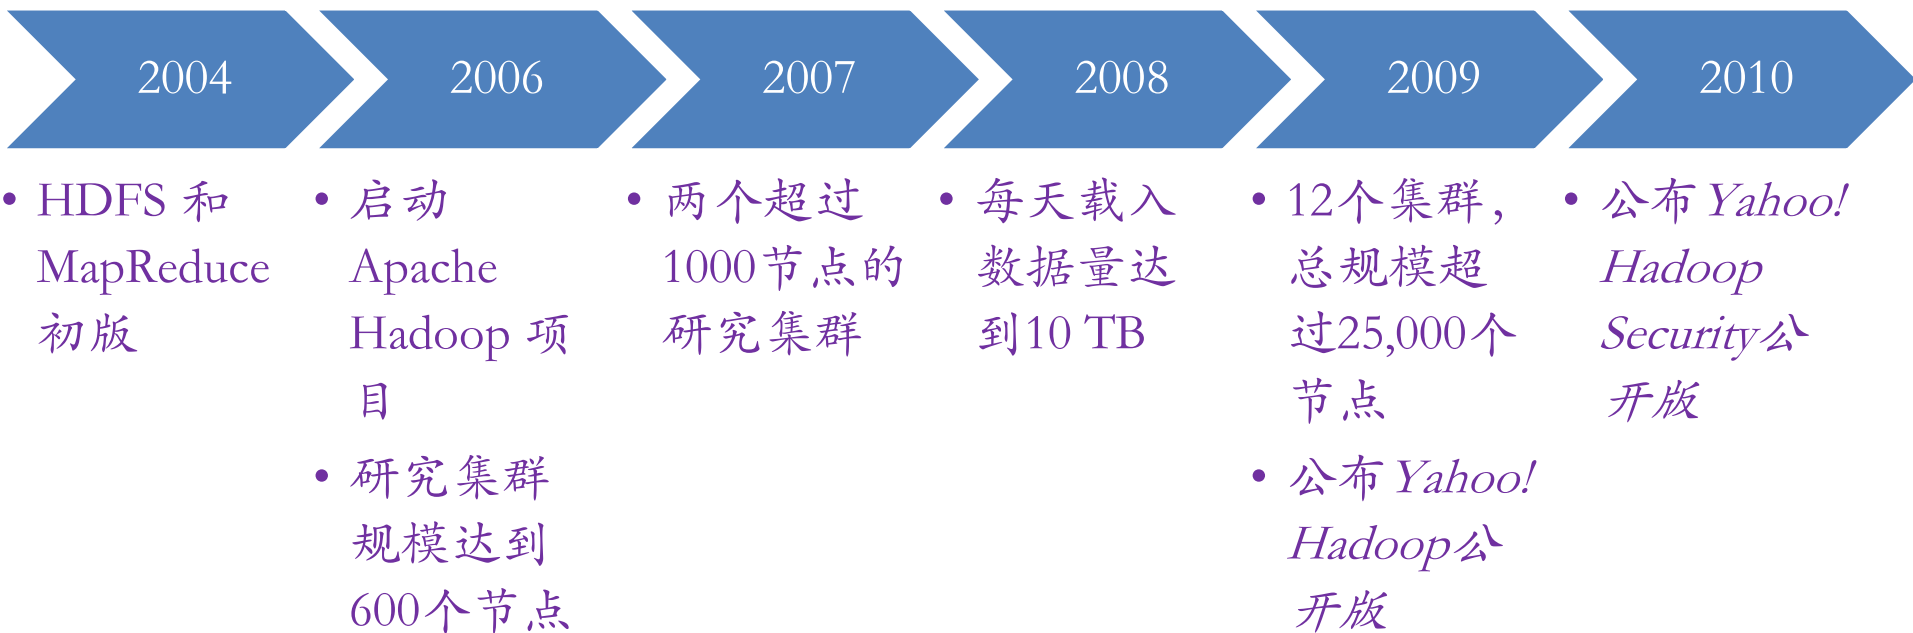 2004
2006
2007
2008
2009
2010
• HDFS 和
MapReduce
初版
• 启动
Apache
Hadoop 项
目
• 研究集群
规模达到
600个节点
• 两个超过
1000节点的
研究集群
• 每天载入
数据量达
到10 TB
• 12个集群，
总规模超
过25,000个
节点
• 公布 Yahoo!
Hadoop公
开版
• 公布 Yahoo!
Hadoop
Security公
开版